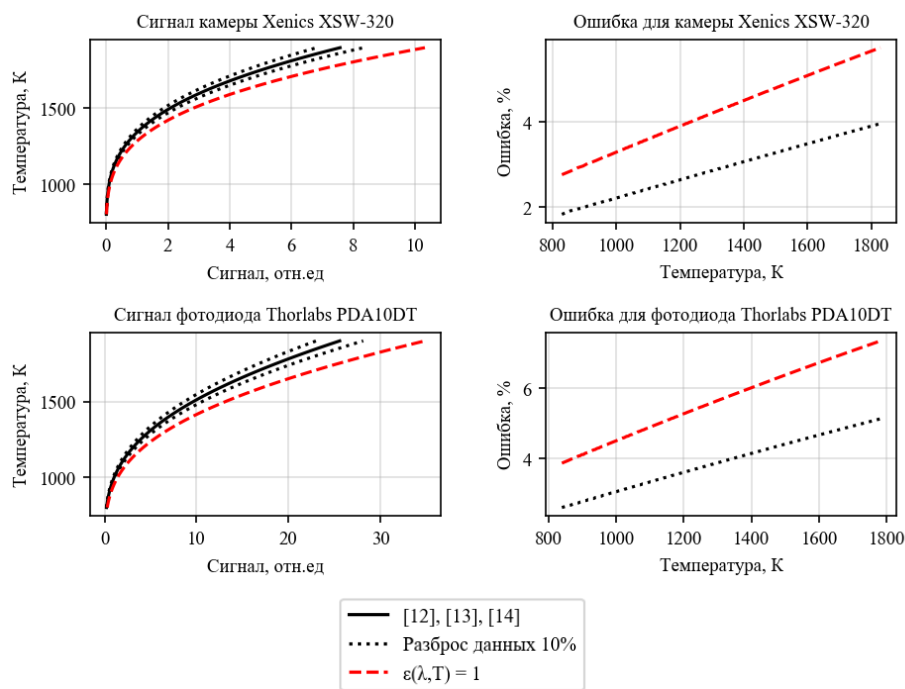 Сигнал камеры Xenics XSW-320
Ошибка для камеры Xenics XSW-320
Температура, К
1500
1000
0 2 4 6 8 10
Сигнал, отн.ед
Ошибка, %
4
2
800 1000 1200 1400 1600 1800
Температура, К
Сигнал фотодиода Thorlabs PDA10DT
Ошибка для фотодиода Thorlabs PDA10DT
Температура, К
1500
1000
0 10 20 30
Сигнал, отн.ед
Ошибка, %
6
4
800 1000 1200 1400 1600 1800
Температура, К
[12], [13], [14]
Разброс данных 10%
ε(λ,T) = 1